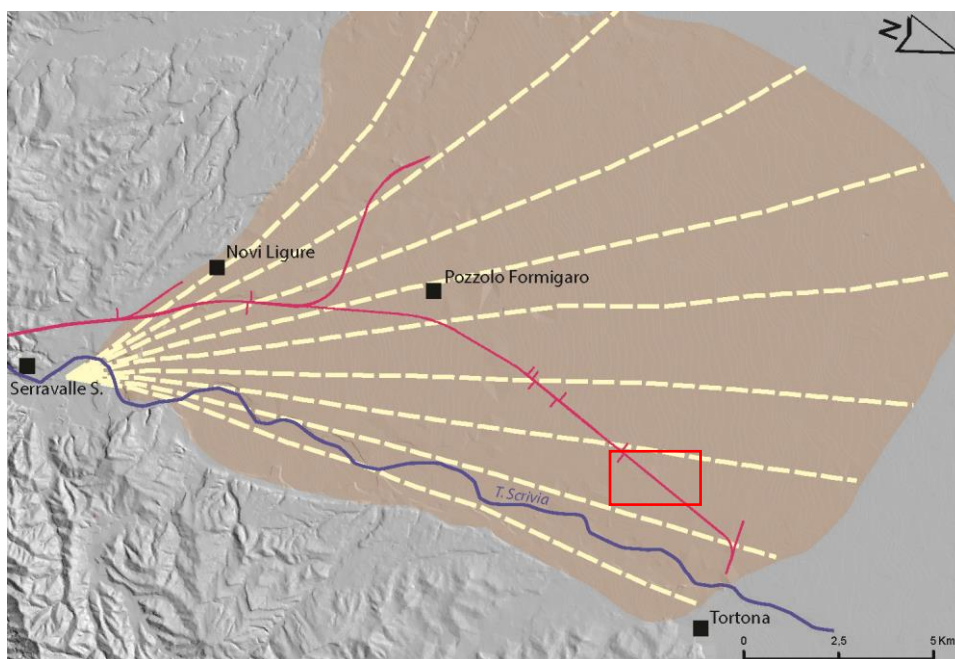 N
Novi Ligure
Pozzolo Formigaro
Serravalle S.
T. Scrivia
Tortona
0 2,5 5 Km